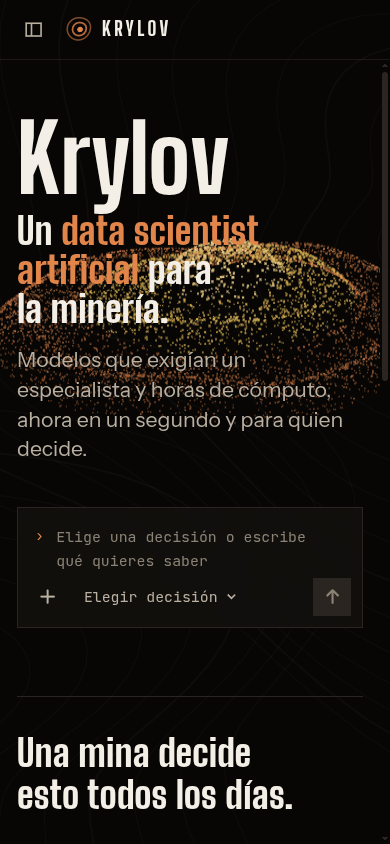 KRYLOV
Krylov
Un data scientist
artificial para
la minería.
Modelos que exigían un
especialista y horas de cómputo,
ahora en un segundo y para quien
decide.
› Elige una decisión o escribe
qué quieres saber
Elegir decisión
Una mina decide
esto todos los días.